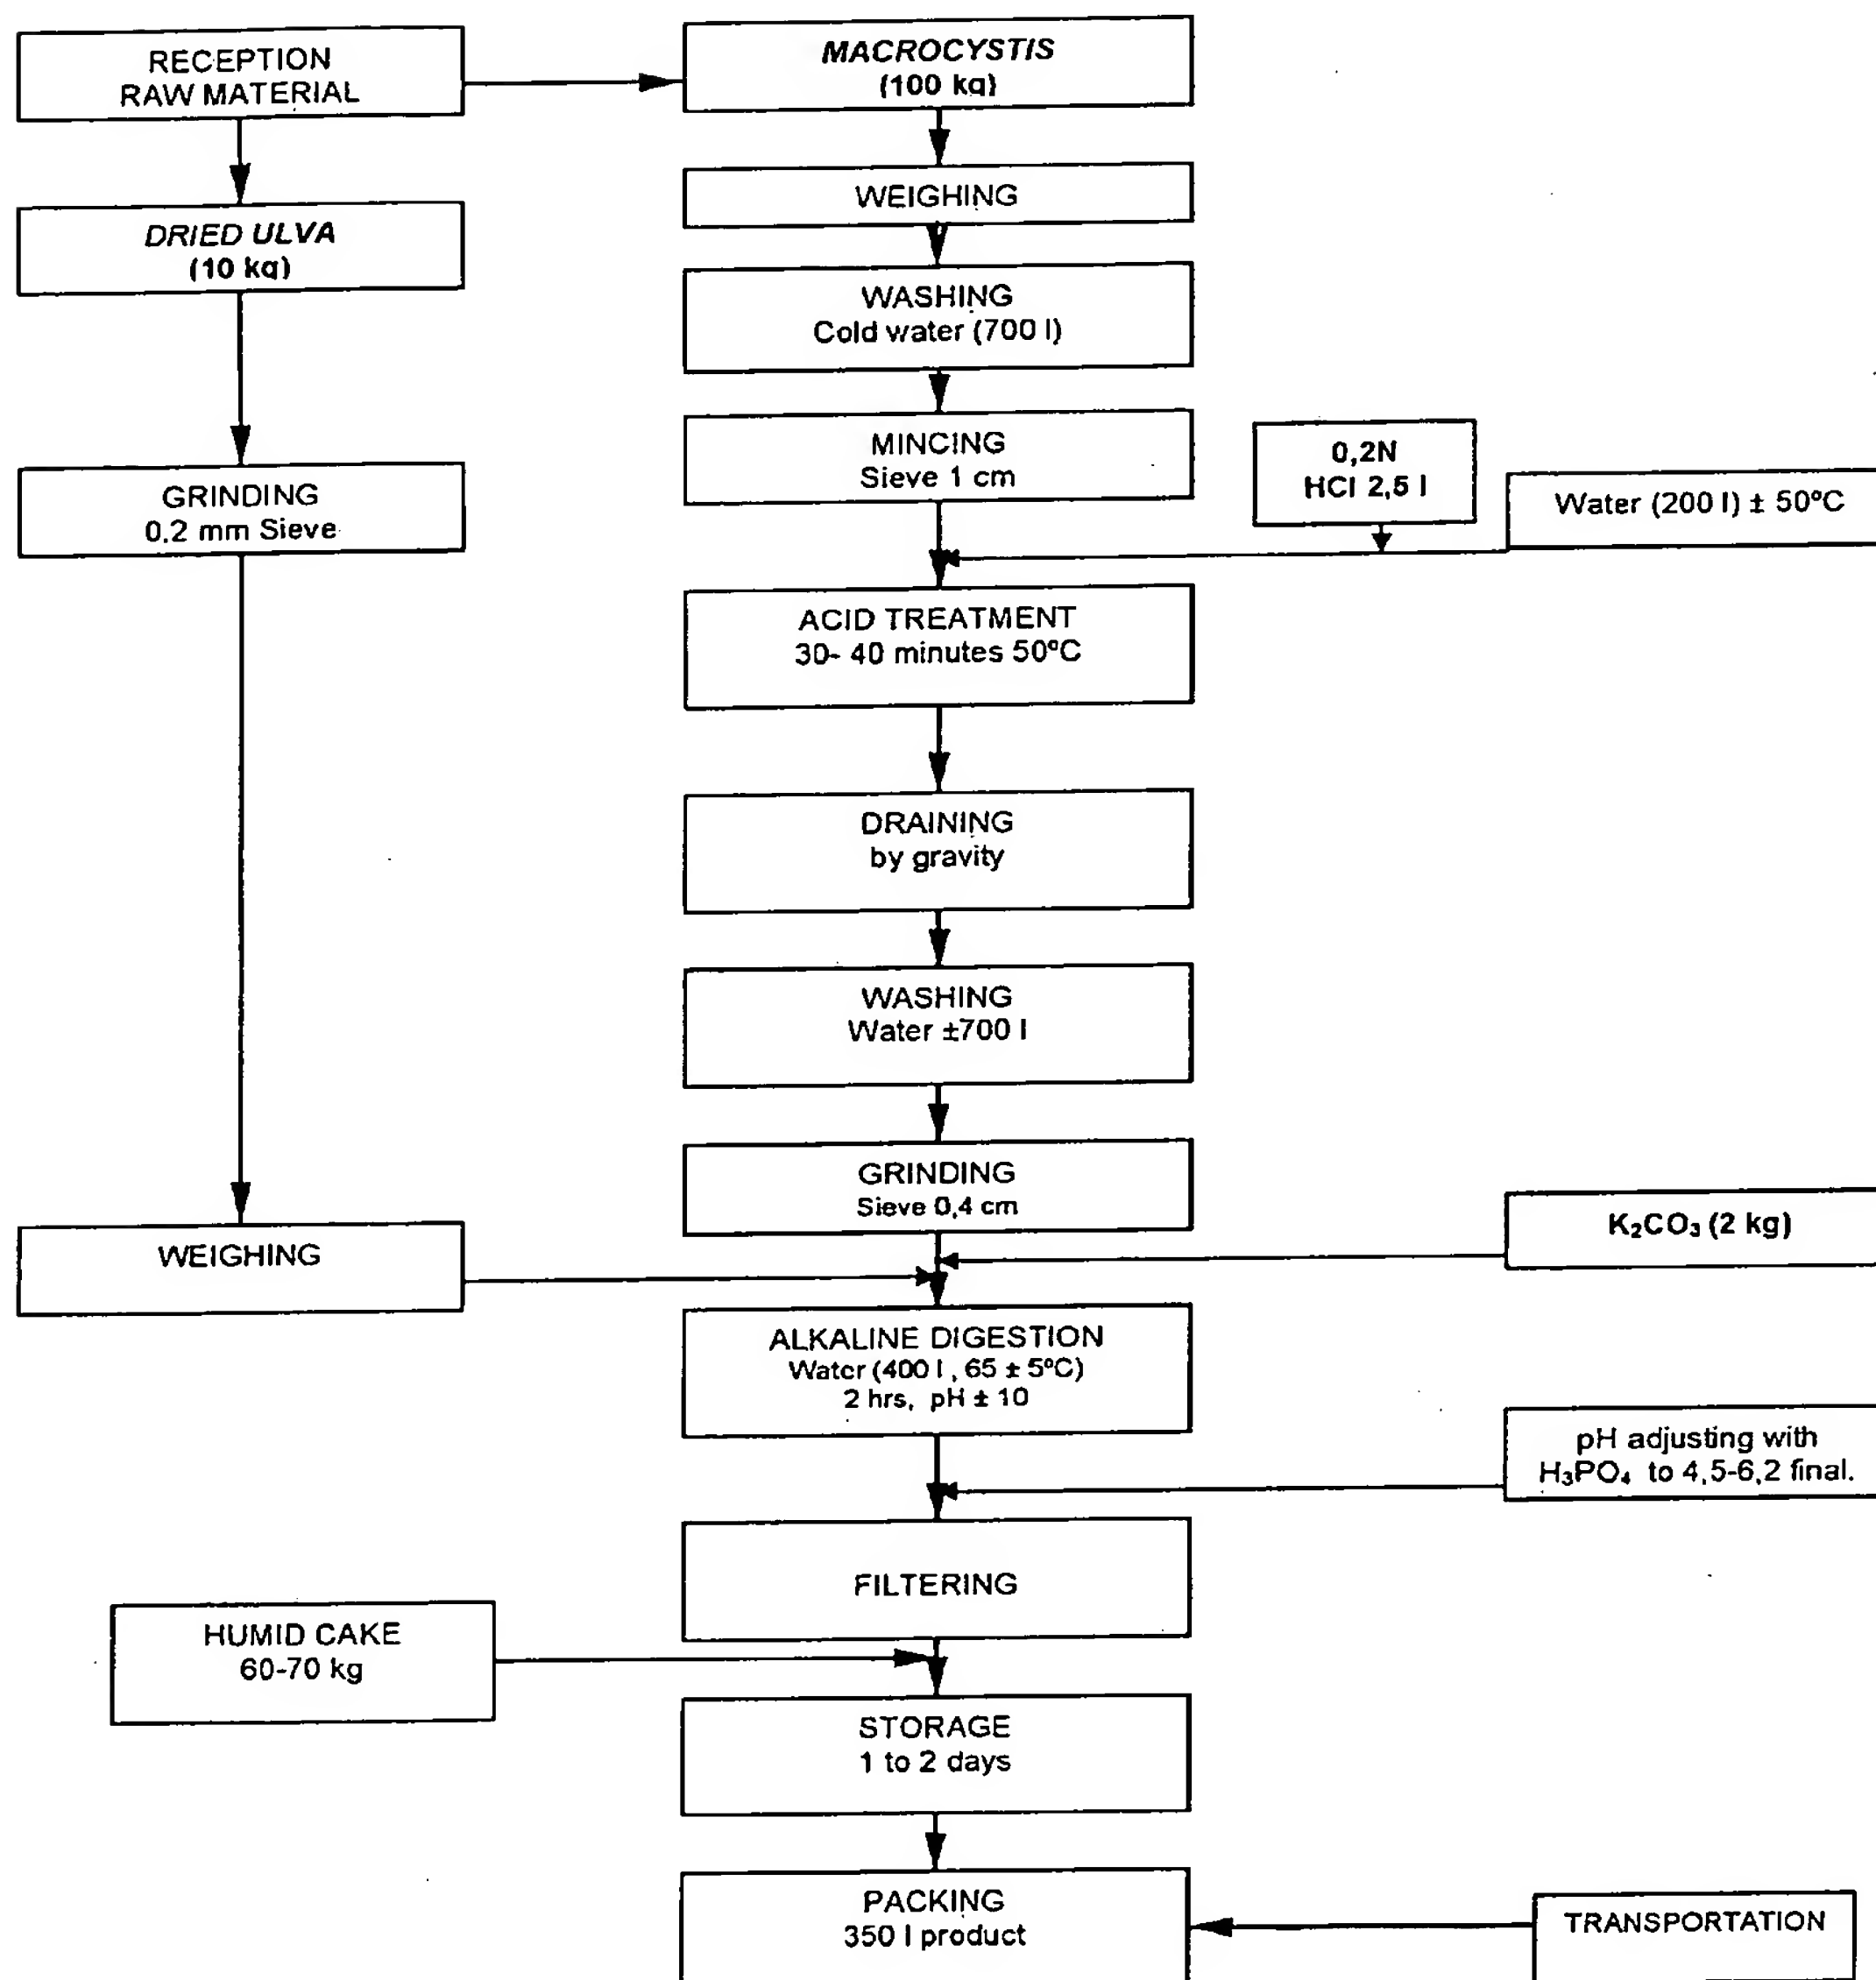 RECEPTION
RAW MATERIAL
MACROCYSTIS
(100 kg)
WEIGHING
DRIED ULVA
(10 kg)
WASHING
Cold water (700 l)
MINCING
Sieve 1 cm
0,2N
HCl 2,5 l
Water (200 l) ± 50ºC
GRINDING
0.2 mm Sieve
ACID TREATMENT
30- 40 minutes 50ºC
DRAINING
by gravity
WASHING
Water ±700 l
GRINDING
Sieve 0,4 cm
K₂CO₃ (2 kg)
WEIGHING
ALKALINE DIGESTION
Water (400 l, 65 ± 5ºC)
2 hrs, pH ± 10
pH adjusting with
H₃PO₄ to 4,5-6,2 final.
FILTERING
HUMID CAKE
60-70 kg
STORAGE
1 to 2 days
PACKING
350 l product
TRANSPORTATION